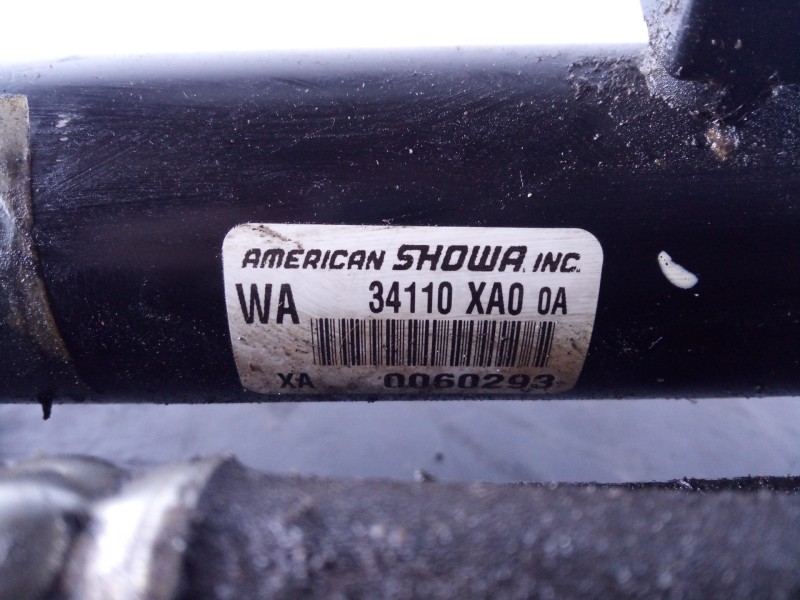 AMERICAN SHOWA, INC.
WA 34110 XA0 0A
XA 0060293